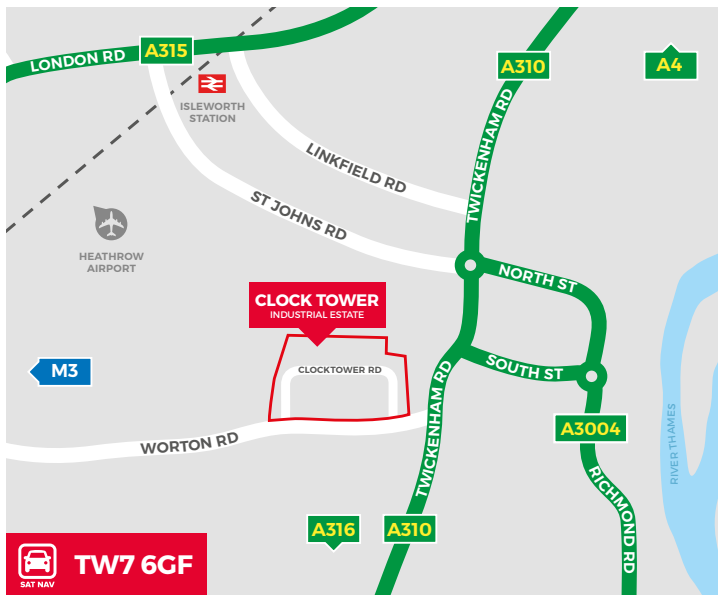 A315
LONDON RD
A310
A4
ISLEWORTH
STATION
LINKFIELD RD
TWICKENHAM RD
ST JOHNS RD
HEATHROW
AIRPORT
NORTH ST
CLOCK TOWER
INDUSTRIAL ESTATE
M3
CLOCKTOWER RD
SOUTH ST
TWICKENHAM RD
A3004
WORTON RD
RIVER THAMES
RICHMOND RD
A316
A310
SAT NAV
TW7 6GF